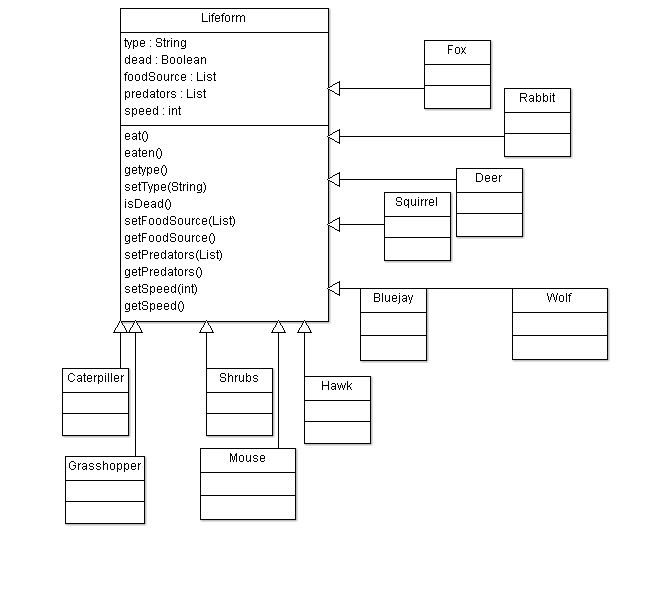 Lifeform
type : String
dead : Boolean
foodSource : List
predators : List
speed : int
eat()
eaten()
getype()
setType(String)
isDead()
setFoodSource(List)
getFoodSource()
setPredators(List)
getPredators()
setSpeed(int)
getSpeed()
Fox
Rabbit
Deer
Squirrel
Bluejay
Wolf
Caterpiller
Shrubs
Hawk
Grasshopper
Mouse